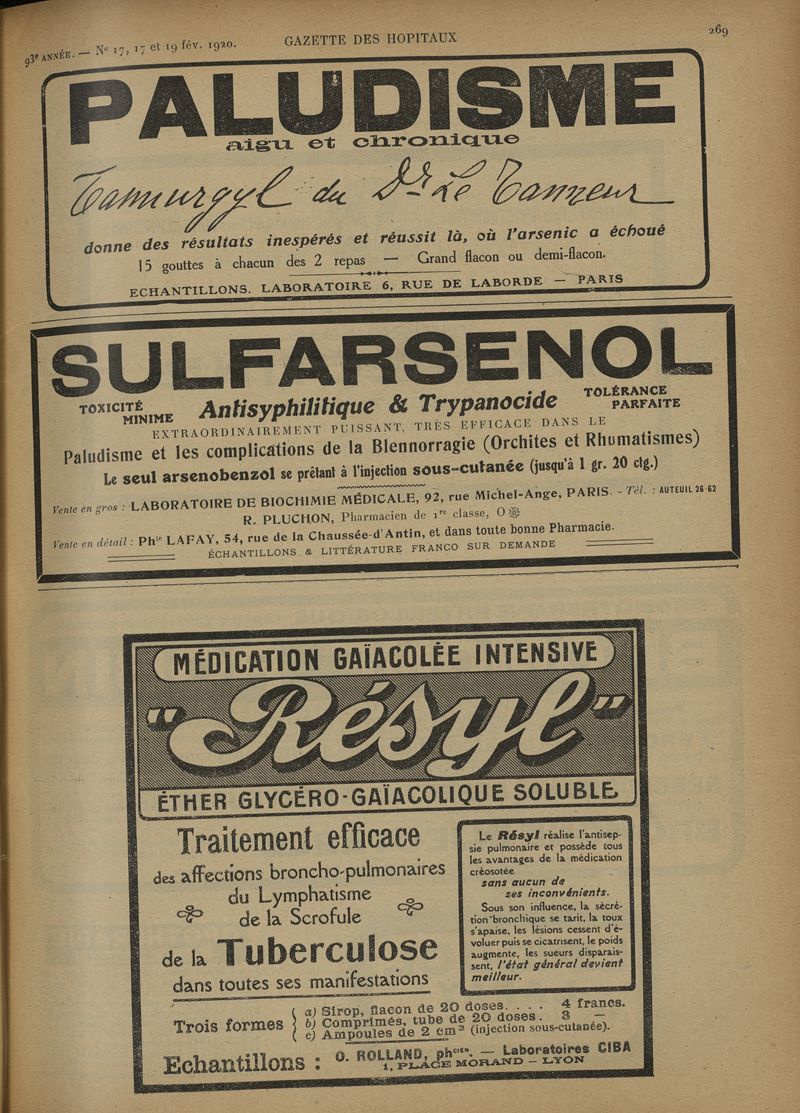 93e ANNÉE. — No 17, 17 et 19 fév. 1920.
GAZETTE DES HOPITAUX
269
PALUDISME
aigu et chronique
Tannurgyl du Dr Le Tanneur
donne des résultats inespérés et réussit là, où l'arsenic a échoué
15 gouttes à chacun des 2 repas — Grand flacon ou demi-flacon.
ECHANTILLONS. LABORATOIRE 6, RUE DE LABORDE — PARIS
SULFARSENOL
TOXICITÉ
MINIME
Antisyphilitique & Trypanocide
TOLÉRANCE
PARFAITE
EXTRAORDINAIREMENT PUISSANT, TRÈS EFFICACE DANS LE
Paludisme et les complications de la Blennorragie (Orchites et Rhumatismes)
Le seul arsenobenzol se prêtant à l'injection sous-cutanée (jusqu'à 1 gr. 20 ctg.)
Vente en gros : LABORATOIRE DE BIOCHIMIE MÉDICALE, 92, rue Michel-Ange, PARIS. - Tél. : AUTEUIL 26-62
R. PLUCHON, Pharmacien de 1re classe, O
Vente en détail : Phie LAFAY, 54, rue de la Chaussée-d'Antin, et dans toute bonne Pharmacie.
ÉCHANTILLONS & LITTÉRATURE FRANCO SUR DEMANDE
MÉDICATION GAÏACOLÉE INTENSIVE
"Résyl"
ÉTHER GLYCÉRO-GAÏACOLIQUE SOLUBLE
Traitement efficace
des affections broncho-pulmonaires
du Lymphatisme
de la Scrofule
de la Tuberculose
dans toutes ses manifestations
Le Résyl réalise l'antisep-
sie pulmonaire et possède tous
les avantages de la médication
créosotée
sans aucun de
ses inconvénients.
Sous son influence, la sécré-
tion bronchique se tarit, la toux
s'apaise, les lésions cessent d'é-
voluer puis se cicatrisent, le poids
augmente, les sueurs disparais-
sent, l'état général devient
meilleur.
Trois formes
a) Sirop, flacon de 20 doses. . . . 4 francs.
b) Comprimés, tube de 20 doses. 3 —
c) Ampoules de 2 cm3 (injection sous-cutanée).
Echantillons : O. ROLLAND, phcien. — Laboratoires CIBA
1, PLACE MORAND — LYON